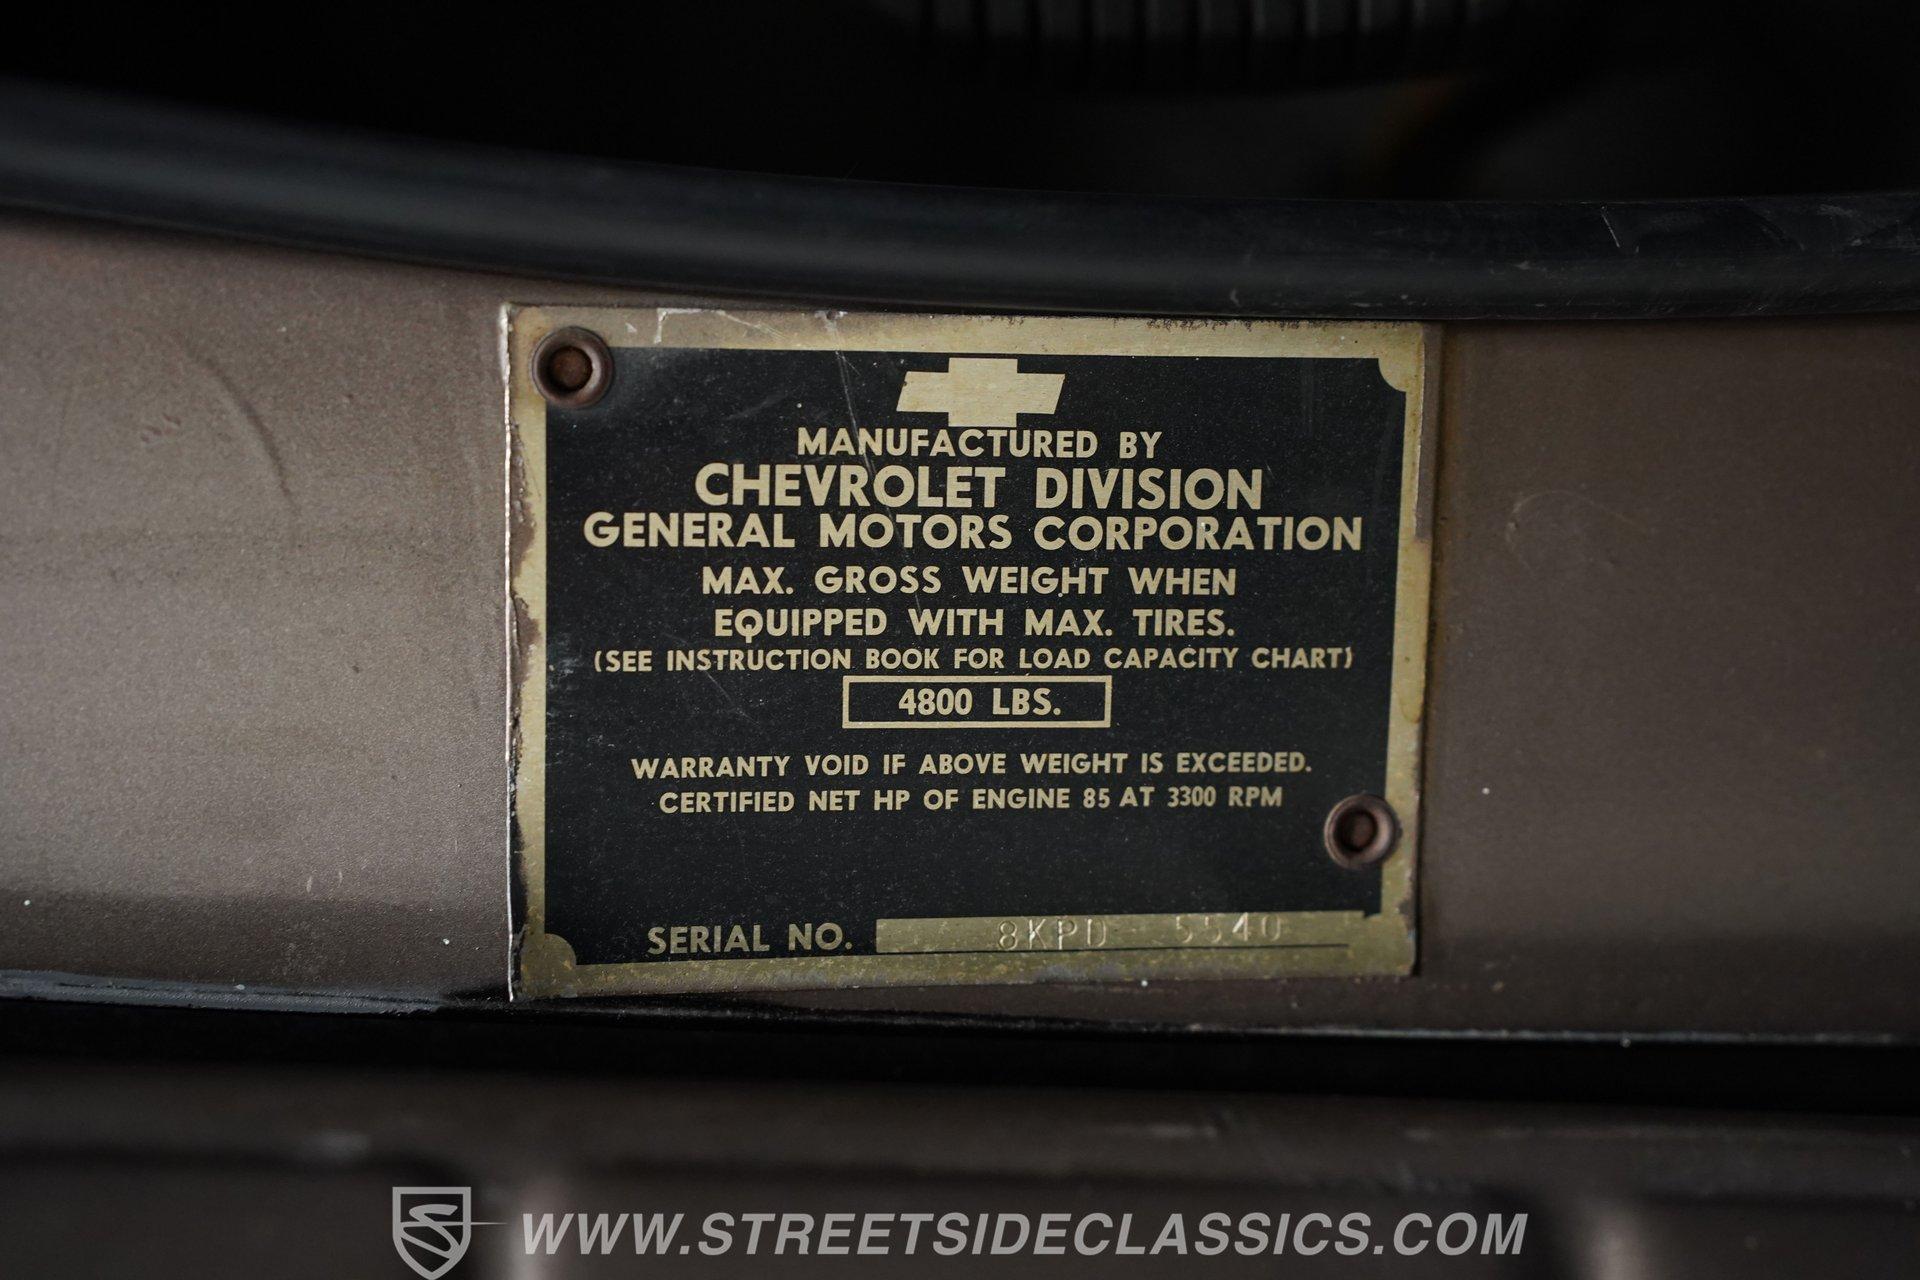 MANUFACTURED BY
CHEVROLET DIVISION
GENERAL MOTORS CORPORATION
MAX. GROSS WEIGHT WHEN
EQUIPPED WITH MAX. TIRES.
(SEE INSTRUCTION BOOK FOR LOAD CAPACITY CHART)
4800 LBS.
WARRANTY VOID IF ABOVE WEIGHT IS EXCEEDED.
CERTIFIED NET HP OF ENGINE 85 AT 3300 RPM
SERIAL NO. 8KPD 5540
WWW.STREETSIDECLASSICS.COM